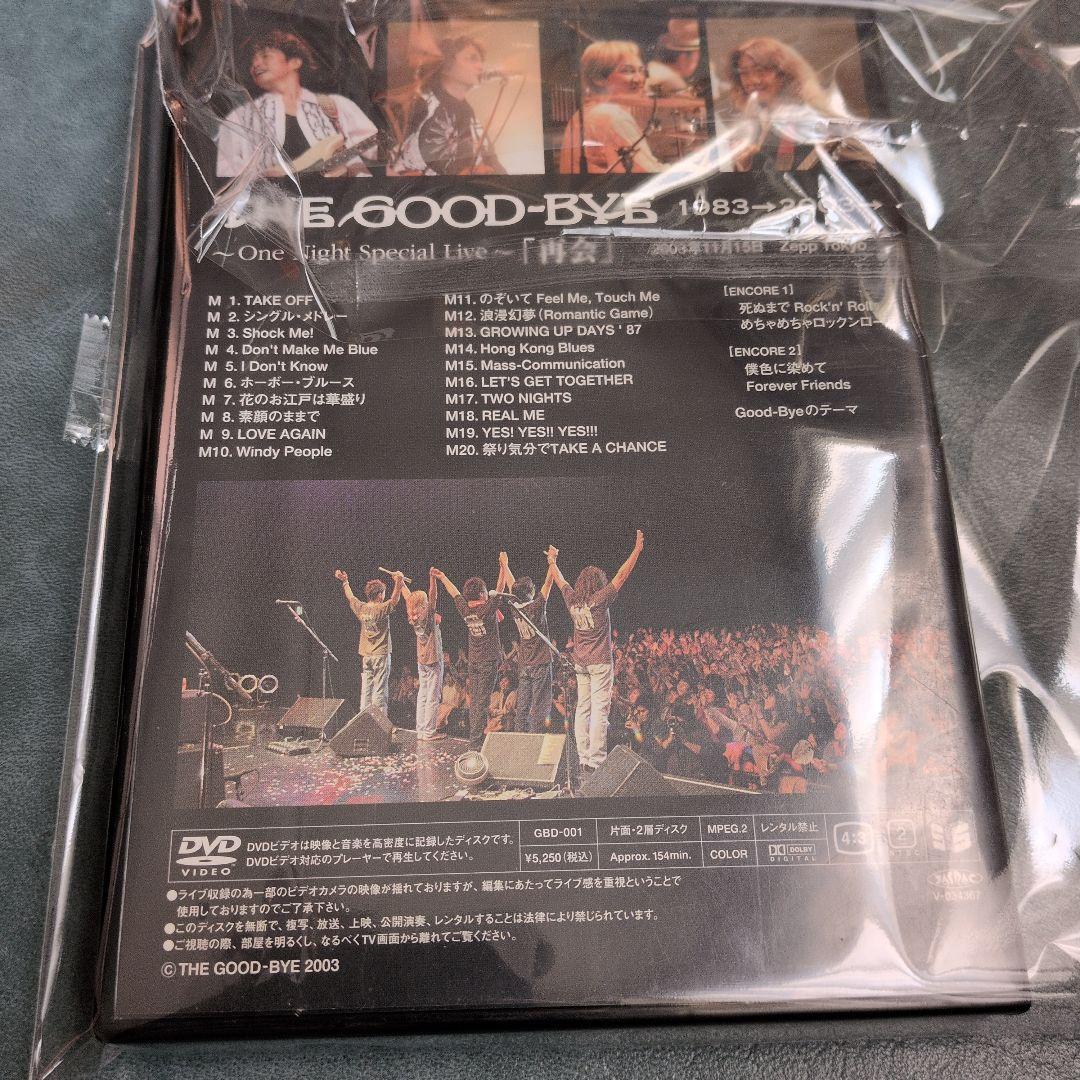 THE GOOD-BYE 1983→2003→
～One Night Special Live～「再会」 2003年11月15日 Zepp Tokyo
M 1. TAKE OFF
M 2. シングル・メドレー
M 3. Shock Me!
M 4. Don't Make Me Blue
M 5. I Don't Know
M 6. ホーボー・ブルース
M 7. 花のお江戸は華盛り
M 8. 素顔のままで
M 9. LOVE AGAIN
M10. Windy People
M11. のぞいて Feel Me, Touch Me
M12. 浪漫幻夢(Romantic Game)
M13. GROWING UP DAYS '87
M14. Hong Kong Blues
M15. Mass-Communication
M16. LET'S GET TOGETHER
M17. TWO NIGHTS
M18. REAL ME
M19. YES! YES!! YES!!!
M20. 祭り気分でTAKE A CHANCE
[ENCORE 1]
死ぬまで Rock'n' Roll
めちゃめちゃロックンロー
[ENCORE 2]
僕色に染めて
Forever Friends
Good-Byeのテーマ
DVD VIDEO
DVDビデオは映像と音楽を高密度に記録したディスクです。
DVDビデオ対応のプレーヤーで再生してください。
GBD-001 片面・2層ディスク MPEG.2 レンタル禁止
¥5,250(税込) Approx. 154min. COLOR DOLBY DIGITAL
4:3 2
JASRAC
●ライブ収録の為一部のビデオカメラの映像が揺れておりますが、編集にあたってライブ感を重視ということで
使用しておりますのでご了承下さい。
●このディスクを無断で、複写、放送、上映、公開演奏、レンタルすることは法律により禁じられています。
●ご視聴の際、部屋を明るくし、なるべくTV画面から離れてご覧ください。
© THE GOOD-BYE 2003